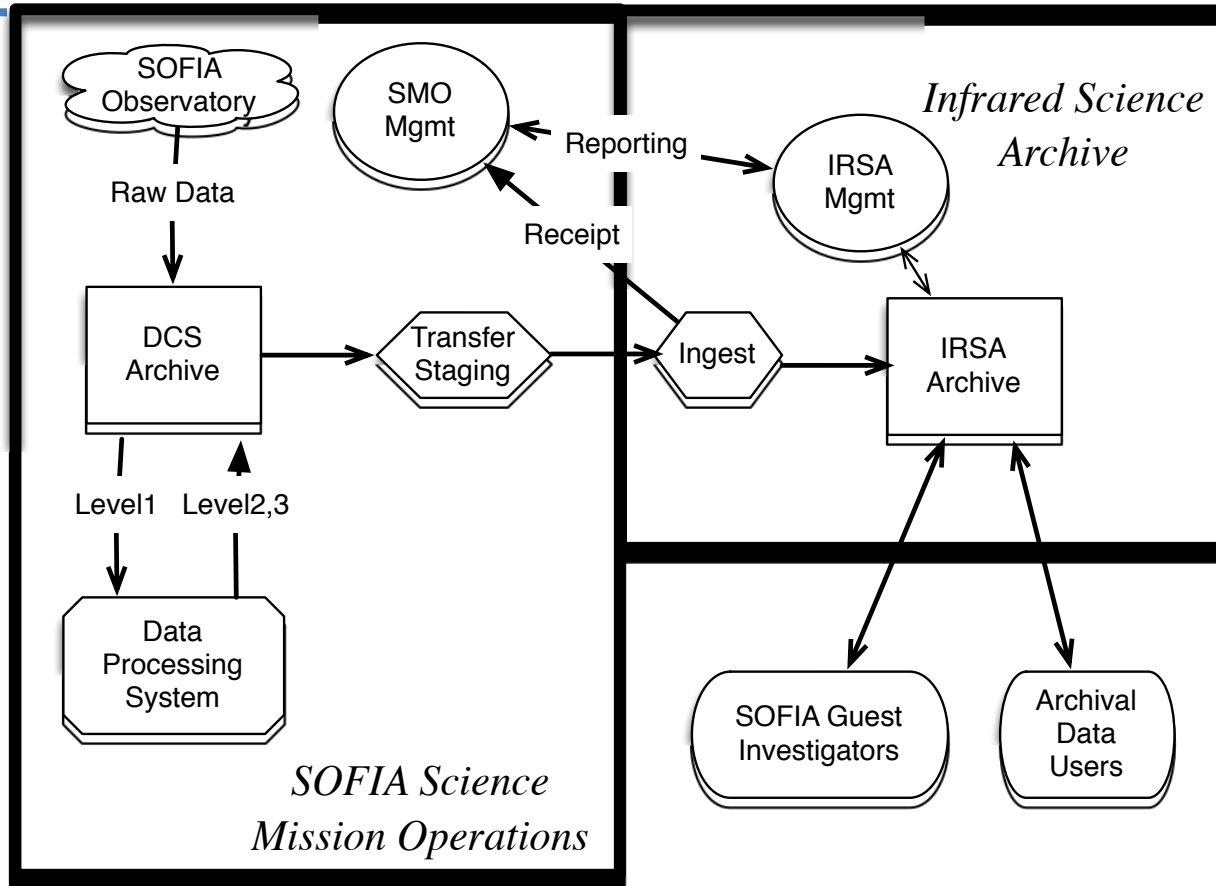 SOFIA
Observatory
SMO
Mgmt
Infrared Science
Archive
Reporting
IRSA
Mgmt
Raw Data
Receipt
DCS
Archive
Transfer
Staging
Ingest
IRSA
Archive
Level1
Level2,3
Data
Processing
System
SOFIA Guest
Investigators
Archival
Data
Users
SOFIA Science
Mission Operations